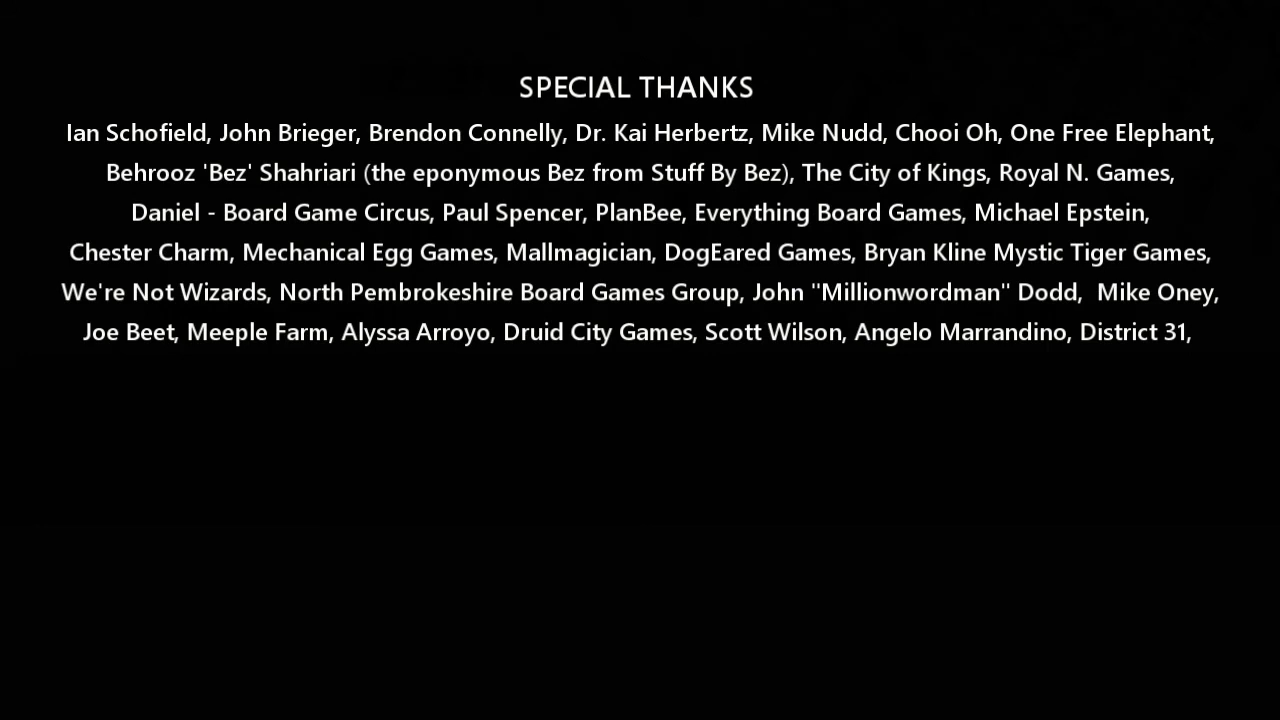 SPECIAL THANKS
Ian Schofield, John Brieger, Brendon Connelly, Dr. Kai Herbertz, Mike Nudd, Chooi Oh, One Free Elephant,
Behrooz 'Bez' Shahriari (the eponymous Bez from Stuff By Bez), The City of Kings, Royal N. Games,
Daniel - Board Game Circus, Paul Spencer, PlanBee, Everything Board Games, Michael Epstein,
Chester Charm, Mechanical Egg Games, Mallmagician, DogEared Games, Bryan Kline Mystic Tiger Games,
We're Not Wizards, North Pembrokeshire Board Games Group, John "Millionwordman" Dodd,  Mike Oney,
Joe Beet, Meeple Farm, Alyssa Arroyo, Druid City Games, Scott Wilson, Angelo Marrandino, District 31,